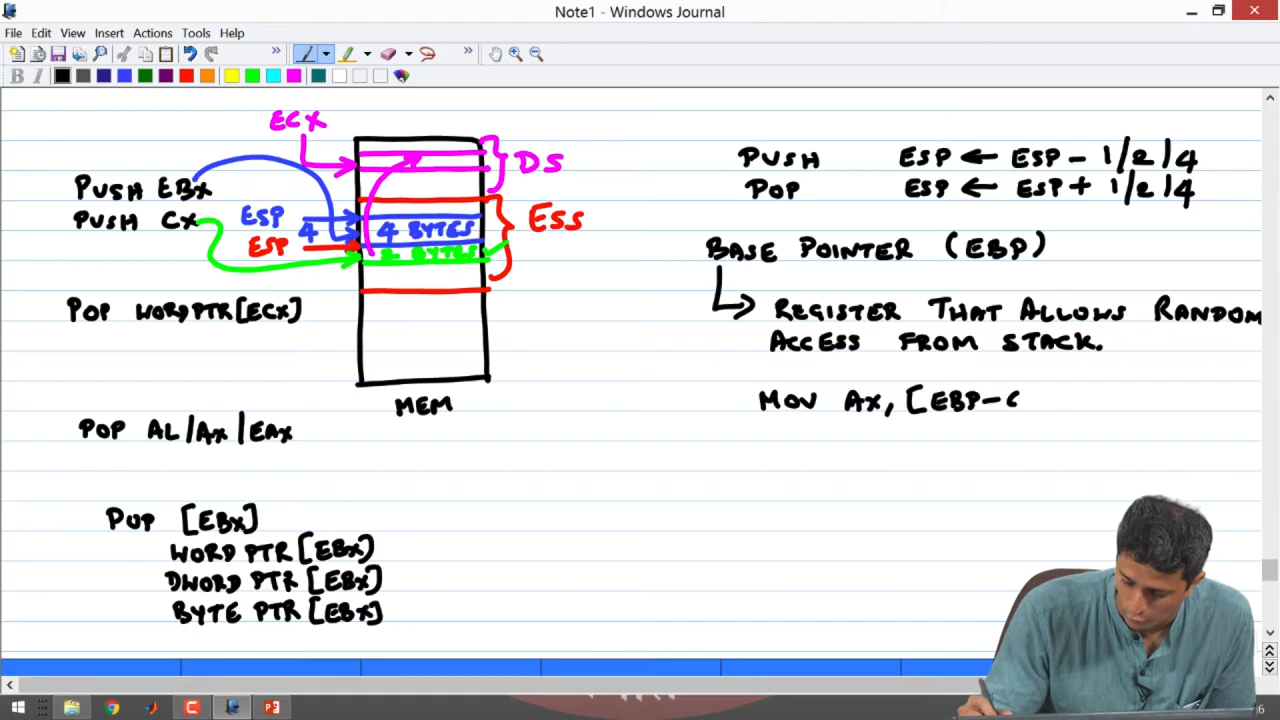 Note1 - Windows Journal
File Edit View Insert Actions Tools Help
ECX
DS
PUSH EBX
PUSH CX
ESP
4
ESP
4 BYTES
2 BYTES
ESS
POP WORDPTR[ECX]
MEM
POP AL/AX/EAX
POP [EBX]
WORD PTR[EBX]
DWORD PTR[EBX]
BYTE PTR[EBX]
PUSH ESP ← ESP - 1/2/4
POP ESP ← ESP + 1/2/4
BASE POINTER (EBP)
REGISTER THAT ALLOWS RANDOM
ACCESS FROM STACK.
MOV AX, [EBP-